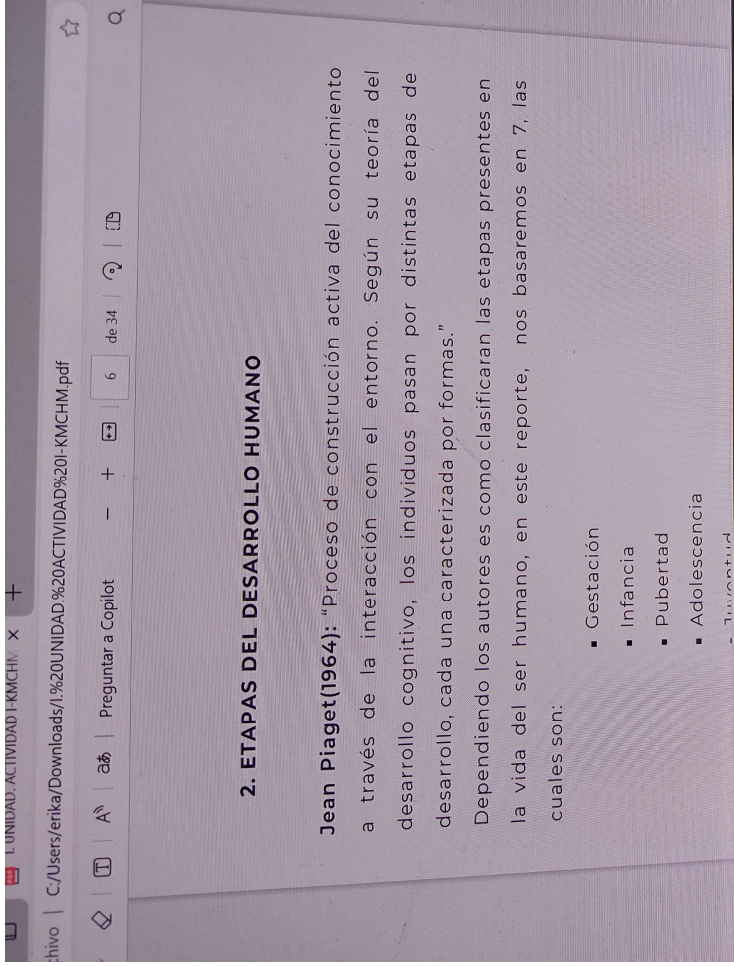 I. UNIDAD. ACTIVIDAD I-KMCHM
chivo | C:/Users/erika/Downloads/I.%20UNIDAD.%20ACTIVIDAD%20I-KMCHM.pdf
Preguntar a Copilot 6 de 34
2. ETAPAS DEL DESARROLLO HUMANO
Jean Piaget(1964): “Proceso de construcción activa del conocimiento
a través de la interacción con el entorno. Según su teoría del
desarrollo cognitivo, los individuos pasan por distintas etapas de
desarrollo, cada una caracterizada por formas.”
Dependiendo los autores es como clasificaran las etapas presentes en
la vida del ser humano, en este reporte, nos basaremos en 7, las
cuales son:
▪ Gestación
▪ Infancia
▪ Pubertad
▪ Adolescencia